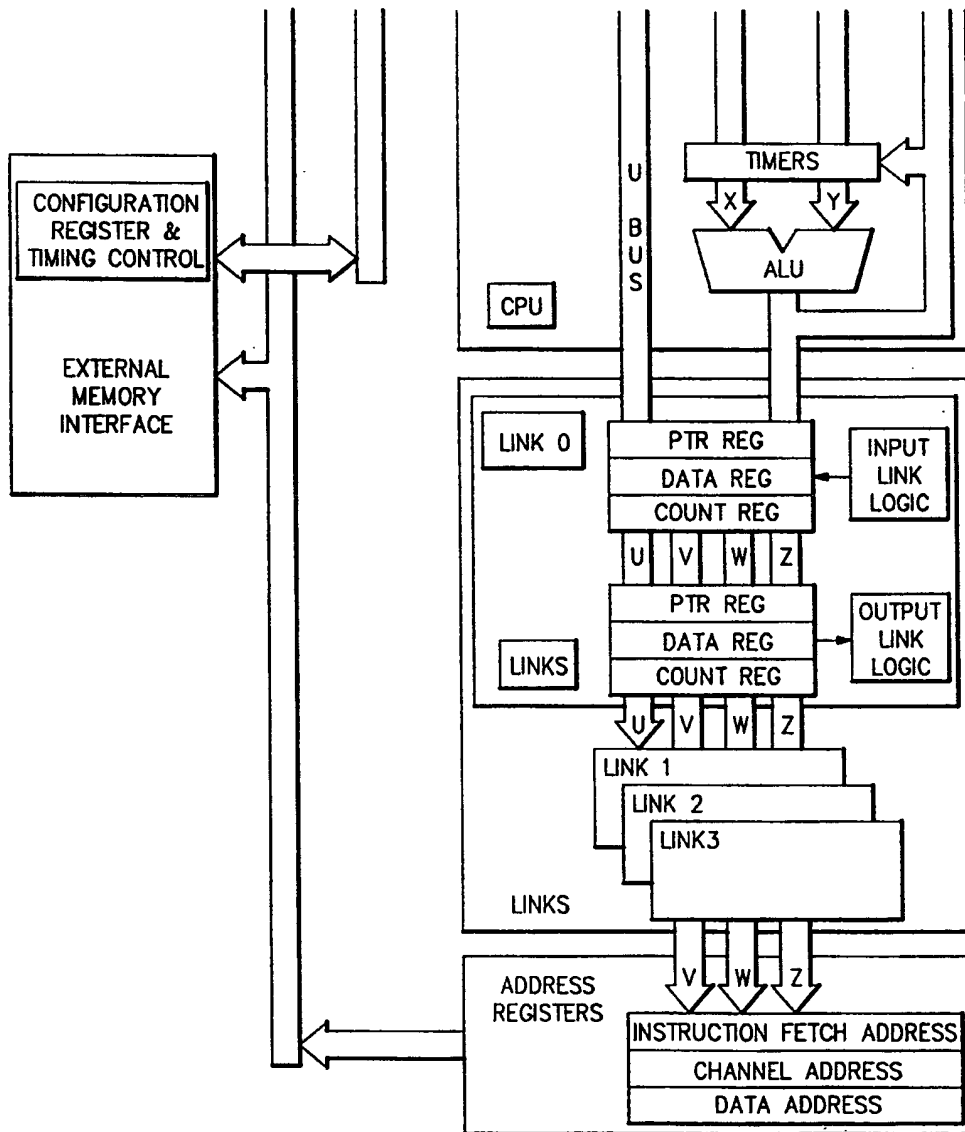 CONFIGURATION
REGISTER &
TIMING CONTROL
EXTERNAL
MEMORY
INTERFACE
U BUS
TIMERS
X
Y
ALU
CPU
LINK 0
PTR REG
DATA REG
COUNT REG
INPUT
LINK
LOGIC
U
V
W
Z
PTR REG
DATA REG
COUNT REG
OUTPUT
LINK
LOGIC
LINKS
U
V
W
Z
LINK 1
LINK 2
LINK3
LINKS
V
W
Z
ADDRESS
REGISTERS
INSTRUCTION FETCH ADDRESS
CHANNEL ADDRESS
DATA ADDRESS